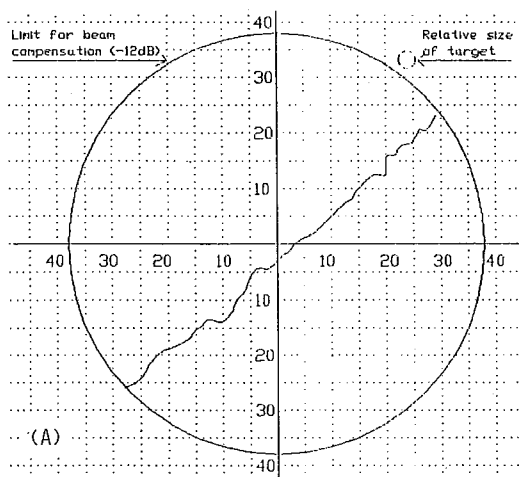 40
Limit for beam
compensation (-12dB)
Relative size
of target
30
20
10
40 30 20 10 10 20 30 40
10
20
30
40
(A)